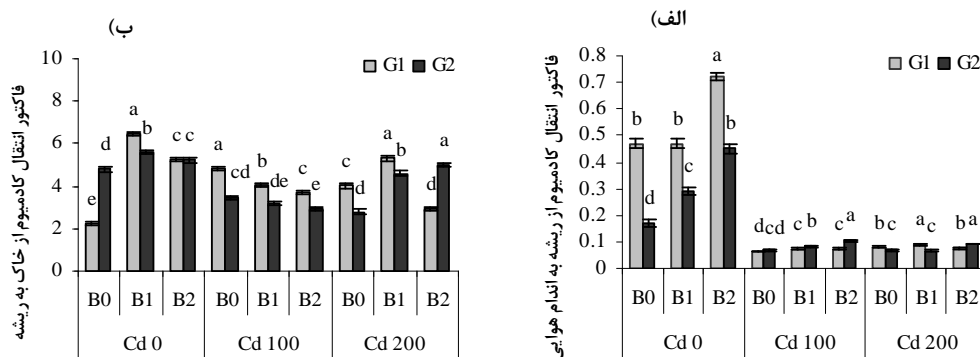 الف)
فاکتور انتقال کادمیوم از ریشه به اندام هوایی
G1 G2
0.8
0.7
0.6
0.5
0.4
0.3
0.2
0.1
0
b d b c a b d cd c b c a b c a c b a
B0 B1 B2 B0 B1 B2 B0 B1 B2
Cd 0 Cd 100 Cd 200
ب)
فاکتور انتقال کادمیوم از خاک به ریشه
G1 G2
10
8
6
4
2
0
e d a b c c a cd b de c e c d a b d a
B0 B1 B2 B0 B1 B2 B0 B1 B2
Cd 0 Cd 100 Cd 200